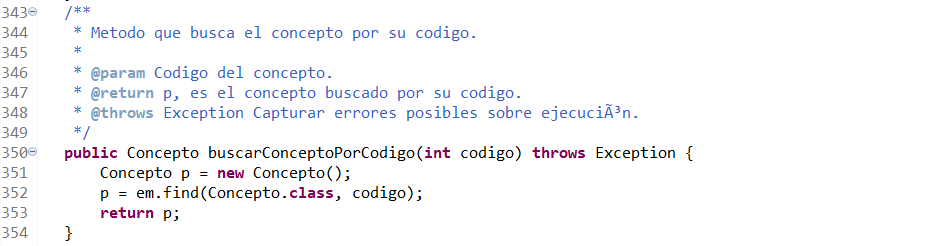 343 /**
344 * Metodo que busca el concepto por su codigo.
345 *
346 * @param Codigo del concepto.
347 * @return p, es el concepto buscado por su codigo.
348 * @throws Exception Capturar errores posibles sobre ejecuciÃ³n.
349 */
350 public Concepto buscarConceptoPorCodigo(int codigo) throws Exception {
351 Concepto p = new Concepto();
352 p = em.find(Concepto.class, codigo);
353 return p;
354 }